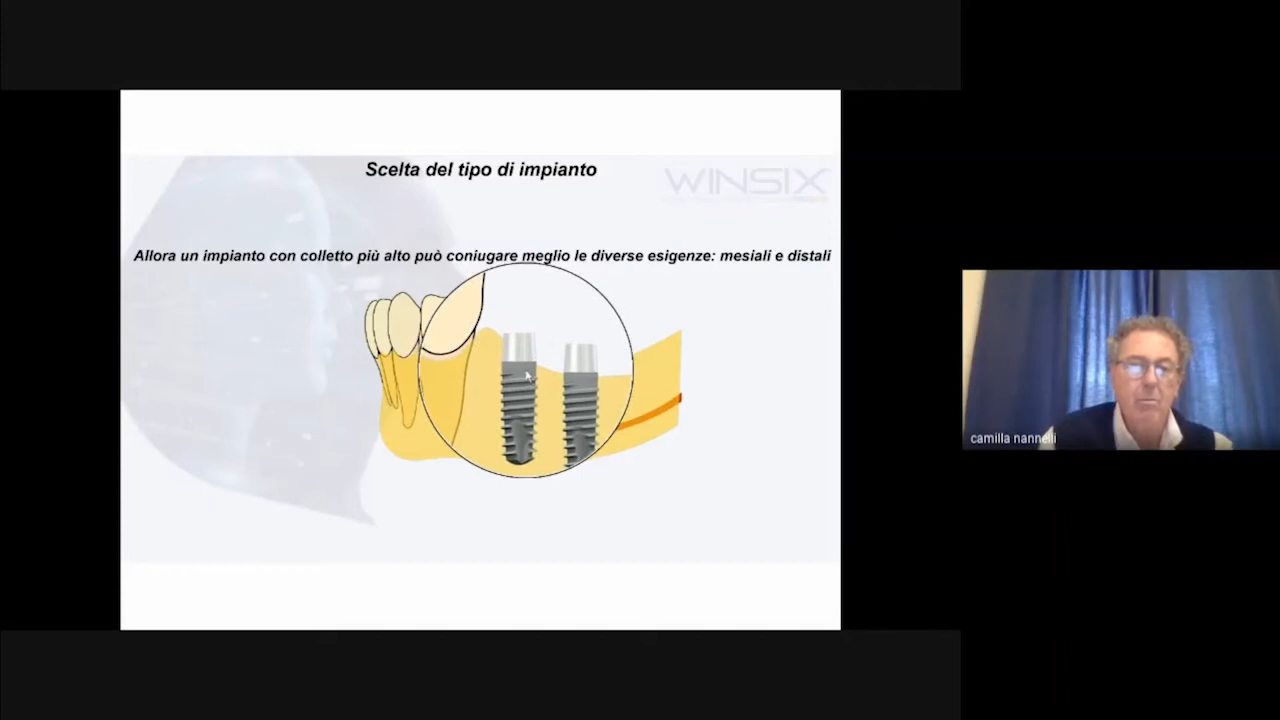 Scelta del tipo di impianto
WINSIX
Allora un impianto con colletto più alto può coniugare meglio le diverse esigenze: mesiali e distali
camilla nannelli